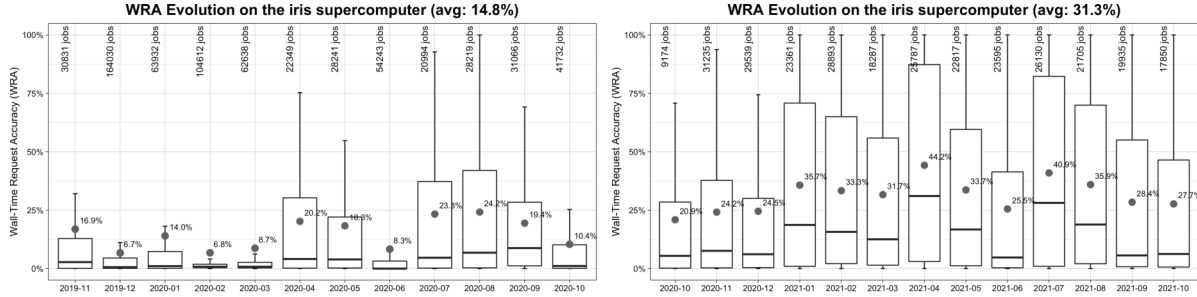 WRA Evolution on the iris supercomputer (avg: 14.8%)
Wall-Time Request Accuracy (WRA)
100%
75%
50%
25%
0%
30831 jobs
164030 jobs
63932 jobs
104612 jobs
62638 jobs
22349 jobs
28241 jobs
54243 jobs
20994 jobs
28219 jobs
31066 jobs
41732 jobs
16.9%
6.7%
14.0%
6.8%
8.7%
20.2%
18.3%
8.3%
23.3%
24.2%
19.4%
10.4%
2019-11
2019-12
2020-01
2020-02
2020-03
2020-04
2020-05
2020-06
2020-07
2020-08
2020-09
2020-10
WRA Evolution on the iris supercomputer (avg: 31.3%)
Wall-Time Request Accuracy (WRA)
100%
75%
50%
25%
0%
9174 jobs
31235 jobs
29539 jobs
23361 jobs
28893 jobs
18287 jobs
25787 jobs
22817 jobs
23595 jobs
26130 jobs
21705 jobs
19935 jobs
17850 jobs
20.9%
24.2%
24.5%
35.7%
33.3%
31.7%
44.2%
33.7%
25.5%
40.9%
35.9%
28.4%
27.7%
2020-10
2020-11
2020-12
2021-01
2021-02
2021-03
2021-04
2021-05
2021-06
2021-07
2021-08
2021-09
2021-10